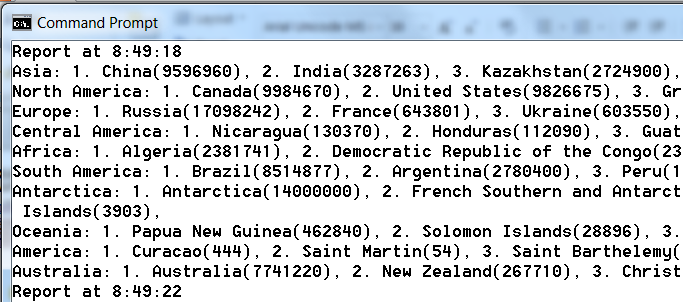 Command Prompt
Report at 8:49:18
Asia: 1. China(9596960), 2. India(3287263), 3. Kazakhstan(2724900),
North America: 1. Canada(9984670), 2. United States(9826675), 3. Gr
Europe: 1. Russia(17098242), 2. France(643801), 3. Ukraine(603550),
Central America: 1. Nicaragua(130370), 2. Honduras(112090), 3. Guat
Africa: 1. Algeria(2381741), 2. Democratic Republic of the Congo(23
South America: 1. Brazil(8514877), 2. Argentina(2780400), 3. Peru(1
Antarctica: 1. Antarctica(14000000), 2. French Southern and Antarct
Islands(3903),
Oceania: 1. Papua New Guinea(462840), 2. Solomon Islands(28896), 3.
America: 1. Curacao(444), 2. Saint Martin(54), 3. Saint Barthelemy(
Australia: 1. Australia(7741220), 2. New Zealand(267710), 3. Christ
Report at 8:49:22